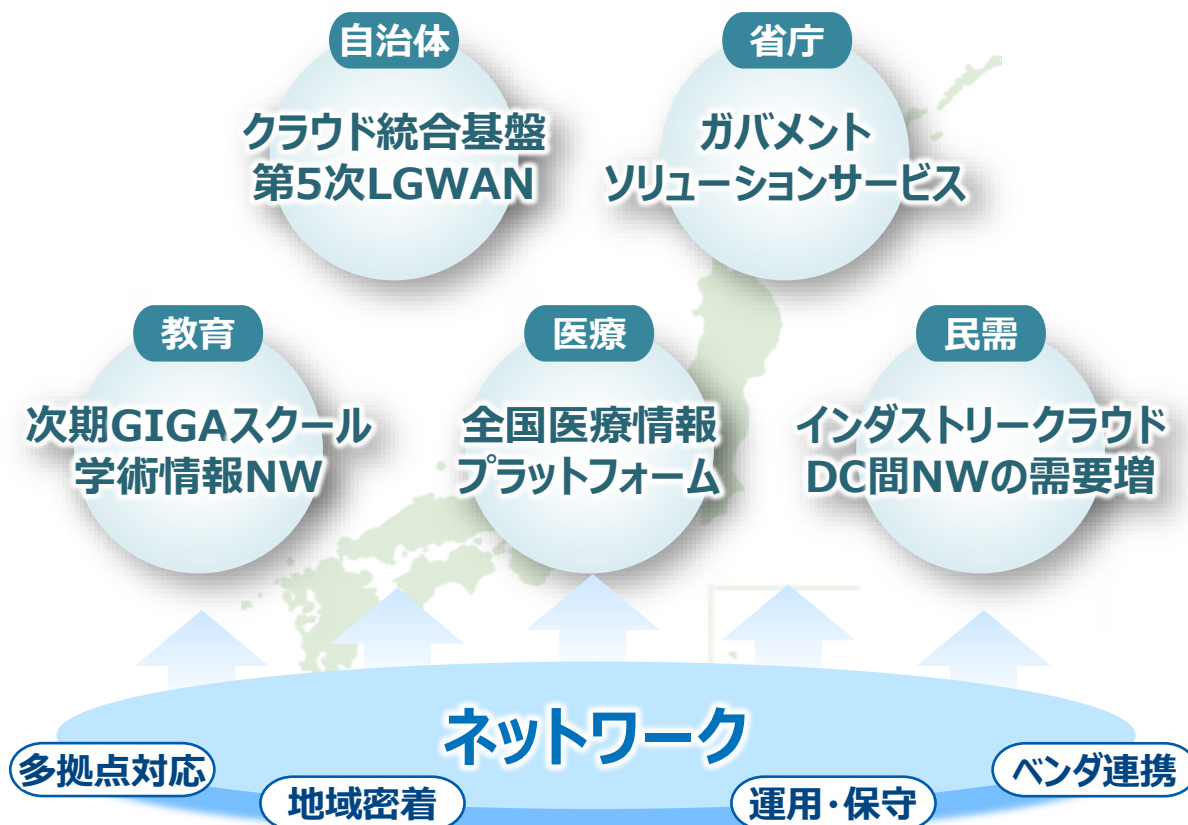 自治体
クラウド統合基盤
第5次LGWAN
省庁
ガバメント
ソリューションサービス
教育
次期GIGAスクール
学術情報NW
医療
全国医療情報
プラットフォーム
民需
インダストリークラウド
DC間NWの需要増
ネットワーク
多拠点対応
地域密着
運用・保守
ベンダ連携